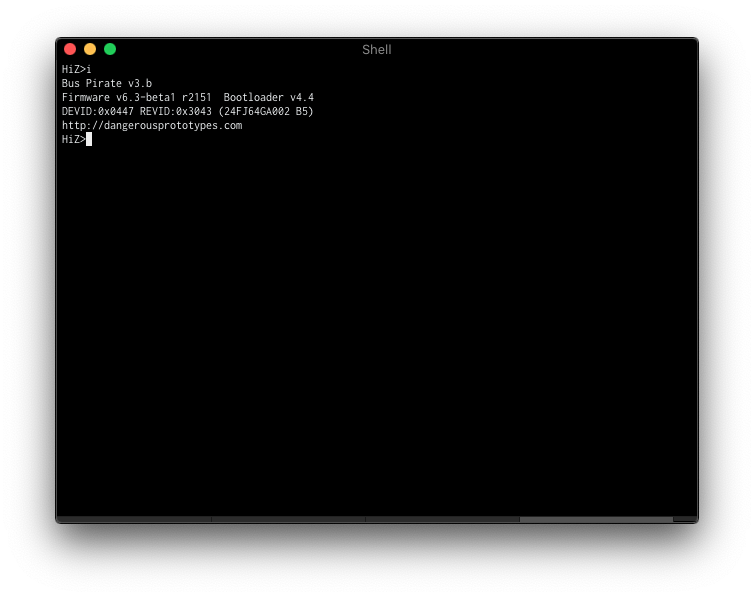 Shell
HiZ>i
Bus Pirate v3.b
Firmware v6.3-beta1 r2151  Bootloader v4.4
DEVID:0x0447 REVID:0x3043 (24FJ64GA002 B5)
http://dangerousprototypes.com
HiZ>